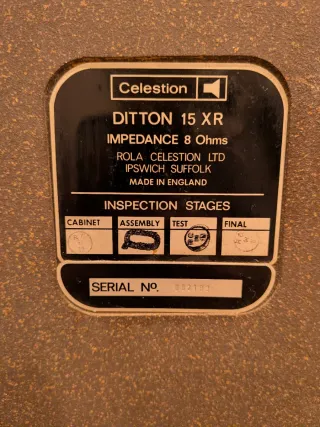 Celestion
DITTON 15 XR
IMPEDANCE 8 Ohms
ROLA CELESTION LTD
IPSWICH SUFFOLK
MADE IN ENGLAND
INSPECTION STAGES
CABINET ASSEMBLY TEST FINAL
SERIAL No.